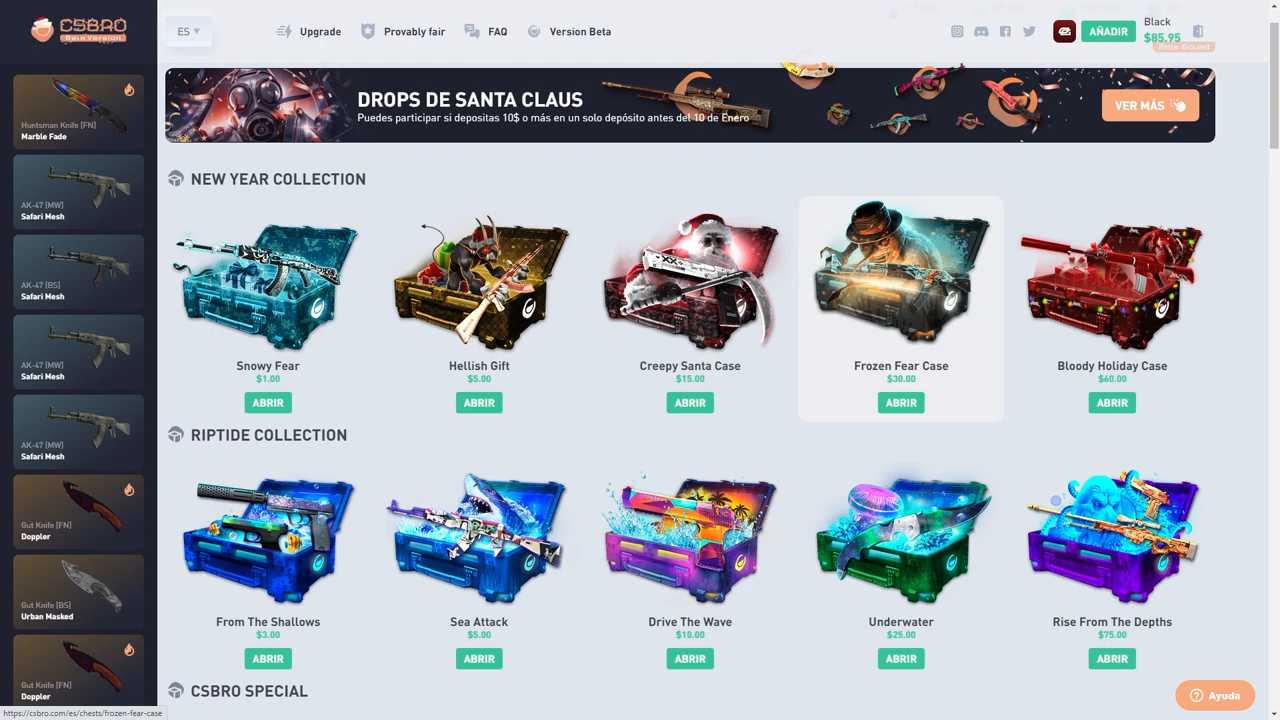 CSBRO
Beta Version
ES
Upgrade
Provably fair
FAQ
Version Beta
AÑADIR
Black
$85.95
DROPS DE SANTA CLAUS
Puedes participar si depositas 10$ o más en un solo depósito antes del 10 de Enero
VER MÁS
Huntsman Knife [FN]
Marble Fade
AK-47 [MW]
Safari Mesh
AK-47 [BS]
Safari Mesh
AK-47 [MW]
Safari Mesh
AK-47 [MW]
Safari Mesh
Gut Knife [FN]
Doppler
Gut Knife [BS]
Urban Masked
Gut Knife [FN]
Doppler
NEW YEAR COLLECTION
Snowy Fear
$1.00
ABRIR
Hellish Gift
$5.00
ABRIR
Creepy Santa Case
$15.00
ABRIR
Frozen Fear Case
$30.00
ABRIR
Bloody Holiday Case
$60.00
ABRIR
RIPTIDE COLLECTION
From The Shallows
$3.00
ABRIR
Sea Attack
$5.00
ABRIR
Drive The Wave
$10.00
ABRIR
Underwater
$25.00
ABRIR
Rise From The Depths
$75.00
ABRIR
CSBRO SPECIAL
Ayuda
https://csbro.com/es/chests/frozen-fear-case